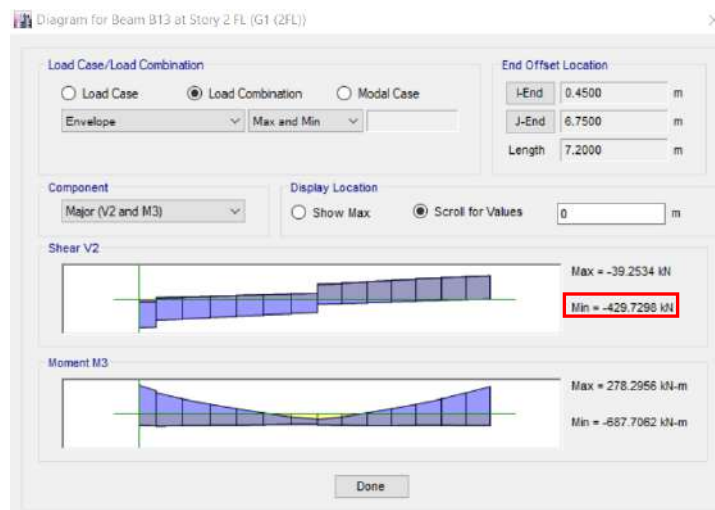 Diagram for Beam B13 at Story 2 FL (G1 (2FL))
Load Case/Load Combination
Load Case Load Combination Modal Case
Envelope Max and Min
End Offset Location
I-End 0.4500 m
J-End 6.7500 m
Length 7.2000 m
Component
Major (V2 and M3)
Display Location
Show Max Scroll for Values 0 m
Shear V2
Max = -39.2534 kN
Min = -429.7298 kN
Moment M3
Max = 278.2956 kN-m
Min = -687.7062 kN-m
Done